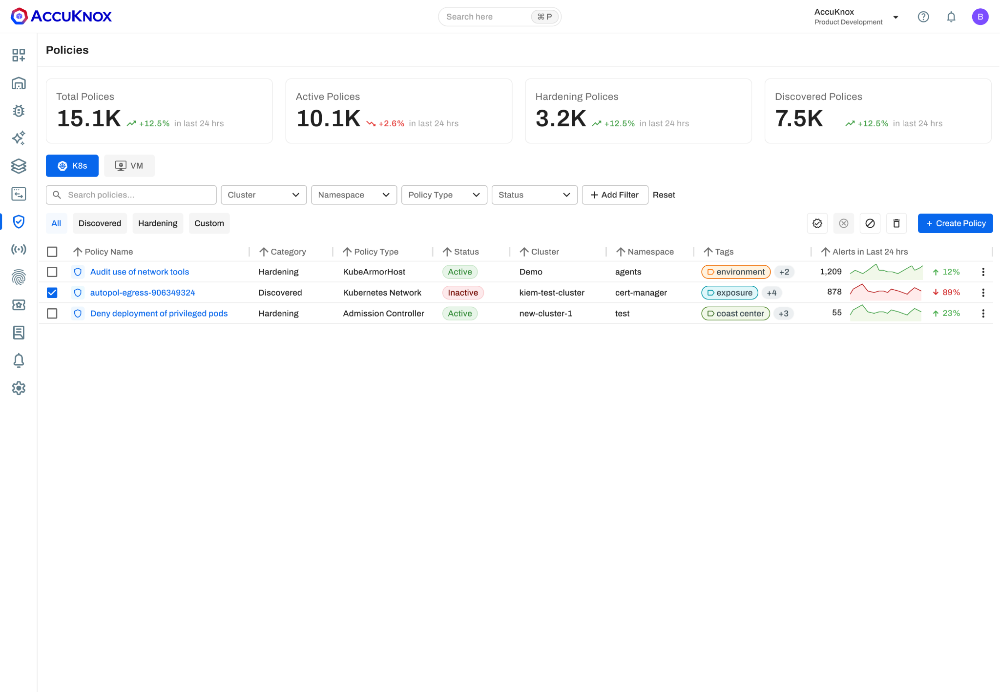 ACCUKNOX
Search here
⌘ P
AccuKnox
Product Development
B
Policies
Total Polices
15.1K +12.5% in last 24 hrs
Active Polices
10.1K +2.6% in last 24 hrs
Hardening Polices
3.2K +12.5% in last 24 hrs
Discovered Polices
7.5K +12.5% in last 24 hrs
K8s
VM
Search policies...
Cluster
Namespace
Policy Type
Status
+ Add Filter
Reset
All
Discovered
Hardening
Custom
+ Create Policy
Policy Name Category Policy Type Status Cluster Namespace Tags Alerts in Last 24 hrs
Audit use of network tools Hardening KubeArmorHost Active Demo agents environment +2 1,209 12%
autopol-egress-906349324 Discovered Kubernetes Network Inactive kiem-test-cluster cert-manager exposure +4 878 89%
Deny deployment of privileged pods Hardening Admission Controller Active new-cluster-1 test coast center +3 55 23%